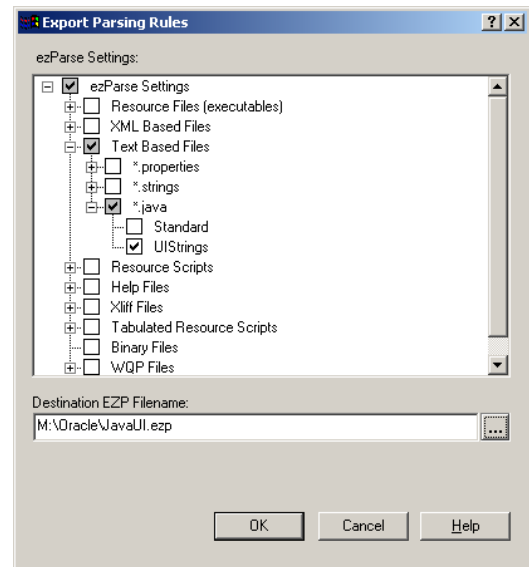 Export Parsing Rules
ezParse Settings:
ezParse Settings
Resource Files (executables)
XML Based Files
Text Based Files
*.properties
*.strings
*.java
Standard
UIStrings
Resource Scripts
Help Files
Xliff Files
Tabulated Resource Scripts
Binary Files
WQP Files
Destination EZP Filename:
M:\Oracle\JavaUI.ezp
...
OK Cancel Help